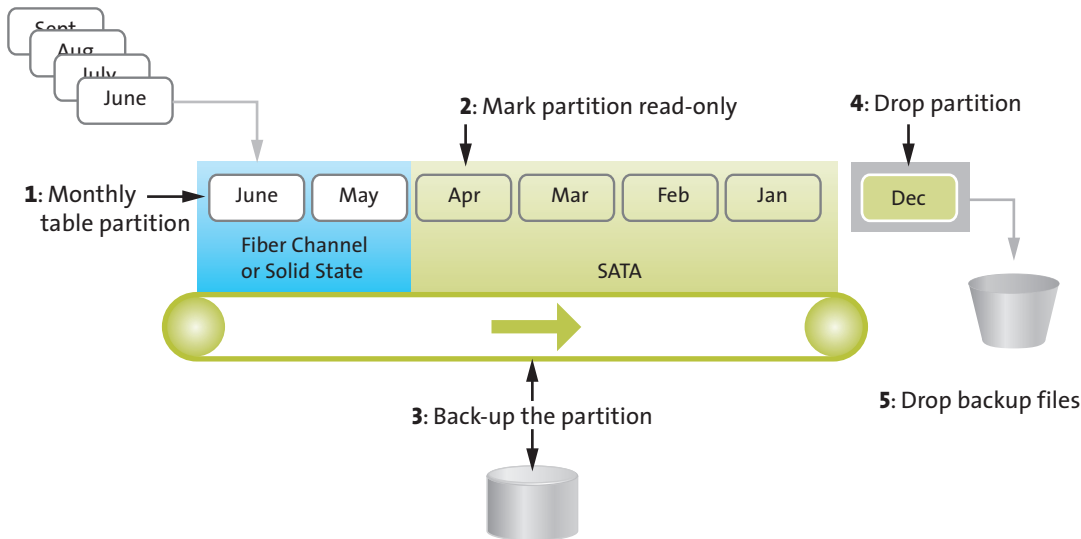 Sept
Aug
July
June
2: Mark partition read-only
4: Drop partition
1: Monthly
table partition
June
May
Apr
Mar
Feb
Jan
Dec
Fiber Channel
or Solid State
SATA
3: Back-up the partition
5: Drop backup files